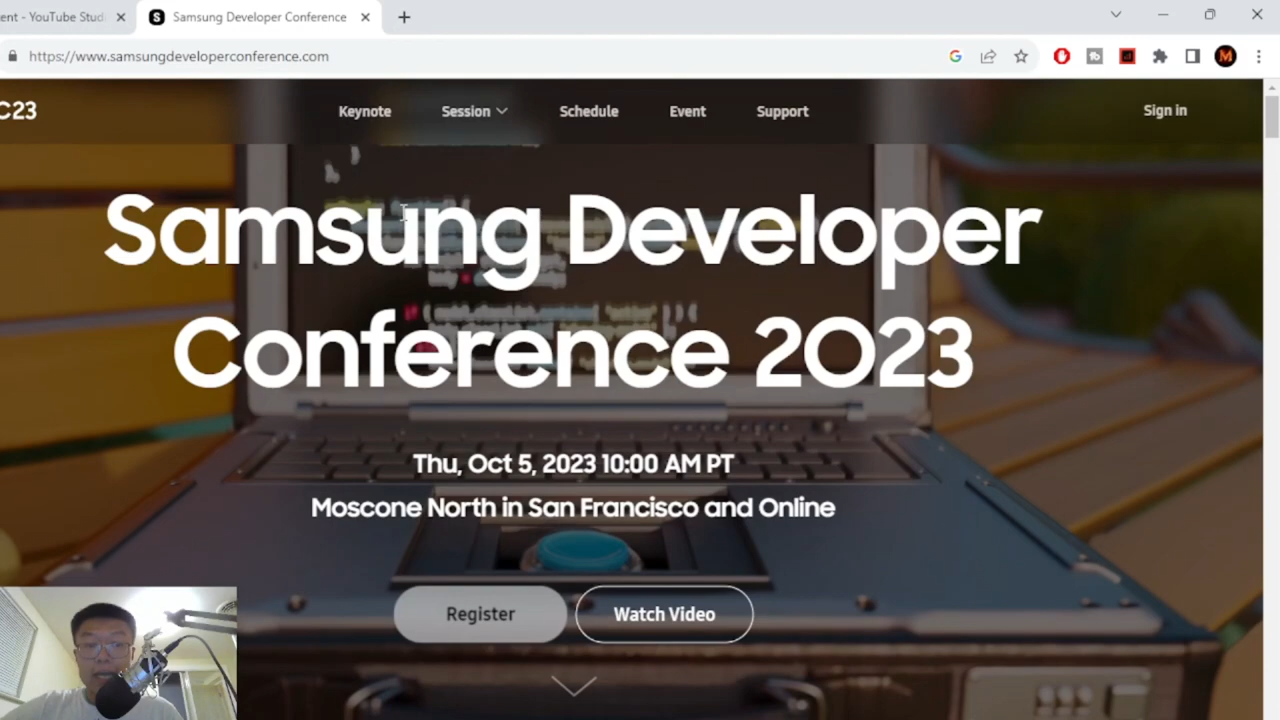 ent - YouTube Stud
Samsung Developer Conference
https://www.samsungdeveloperconference.com
C23
Keynote
Session
Schedule
Event
Support
Sign in
Samsung Developer
Conference 2023
Thu, Oct 5, 2023 10:00 AM PT
Moscone North in San Francisco and Online
Register
Watch Video